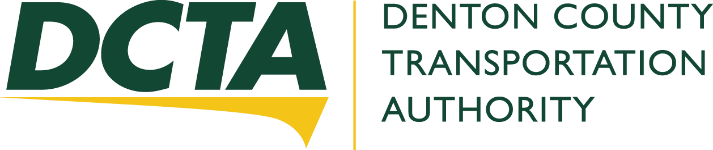 DCTA
DENTON COUNTY
TRANSPORTATION
AUTHORITY